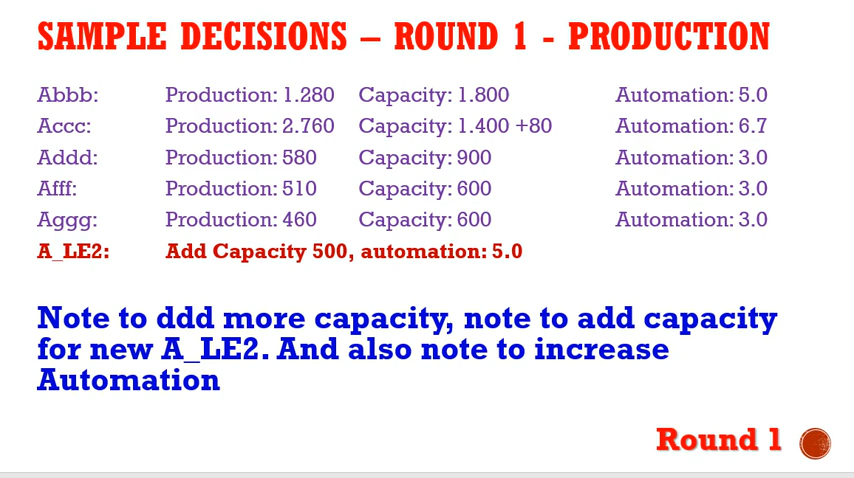 SAMPLE DECISIONS – ROUND 1 - PRODUCTION
Abbb: Production: 1.280 Capacity: 1.800 Automation: 5.0
Accc: Production: 2.760 Capacity: 1.400 +80 Automation: 6.7
Addd: Production: 580 Capacity: 900 Automation: 3.0
Afff: Production: 510 Capacity: 600 Automation: 3.0
Aggg: Production: 460 Capacity: 600 Automation: 3.0
A_LE2: Add Capacity 500, automation: 5.0
Note to ddd more capacity, note to add capacity
for new A_LE2. And also note to increase
Automation
Round 1